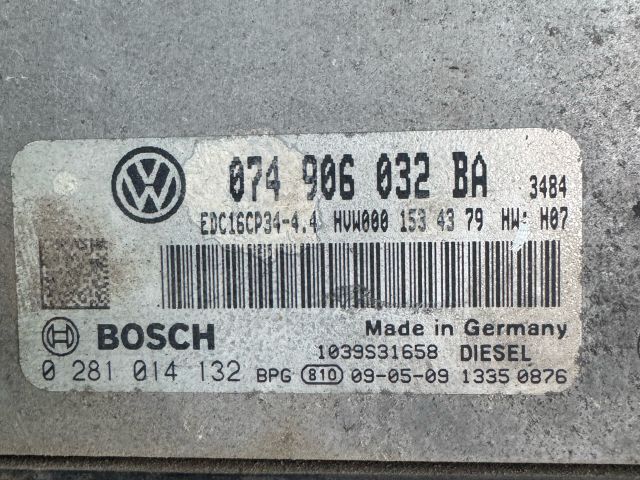 074 906 032 BA 3484
EDC16CP34-4.4 HVW000 153 43 79 HW: H07
BOSCH Made in Germany
1039S31658 DIESEL
0 281 014 132 BPG 810 09-05-09 1335 0876